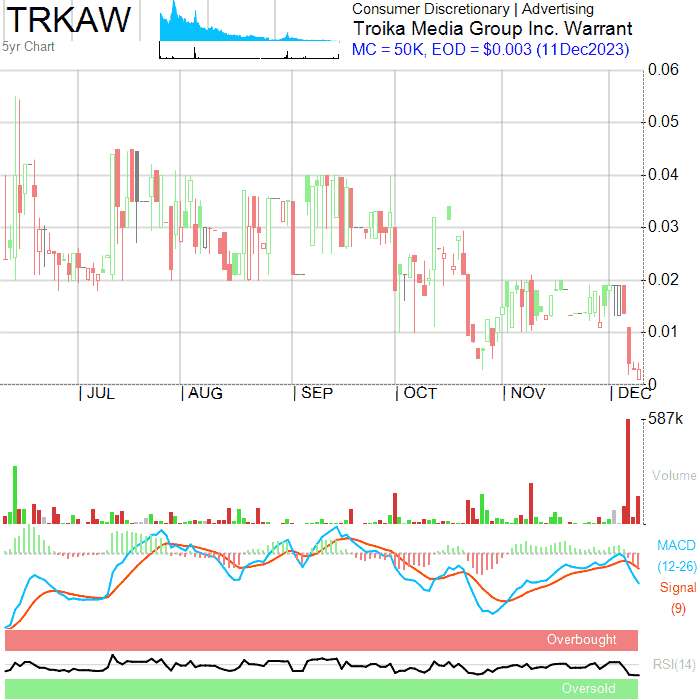 TRKAW
5yr Chart
Consumer Discretionary | Advertising
Troika Media Group Inc. Warrant
MC = 50K, EOD = $0.003 (11Dec2023)
0.06
0.05
0.04
0.03
0.02
0.01
0
JUL
AUG
SEP
OCT
NOV
DEC
587k
Volume
MACD
(12-26)
Signal
(9)
Overbought
RSI(14)
Oversold